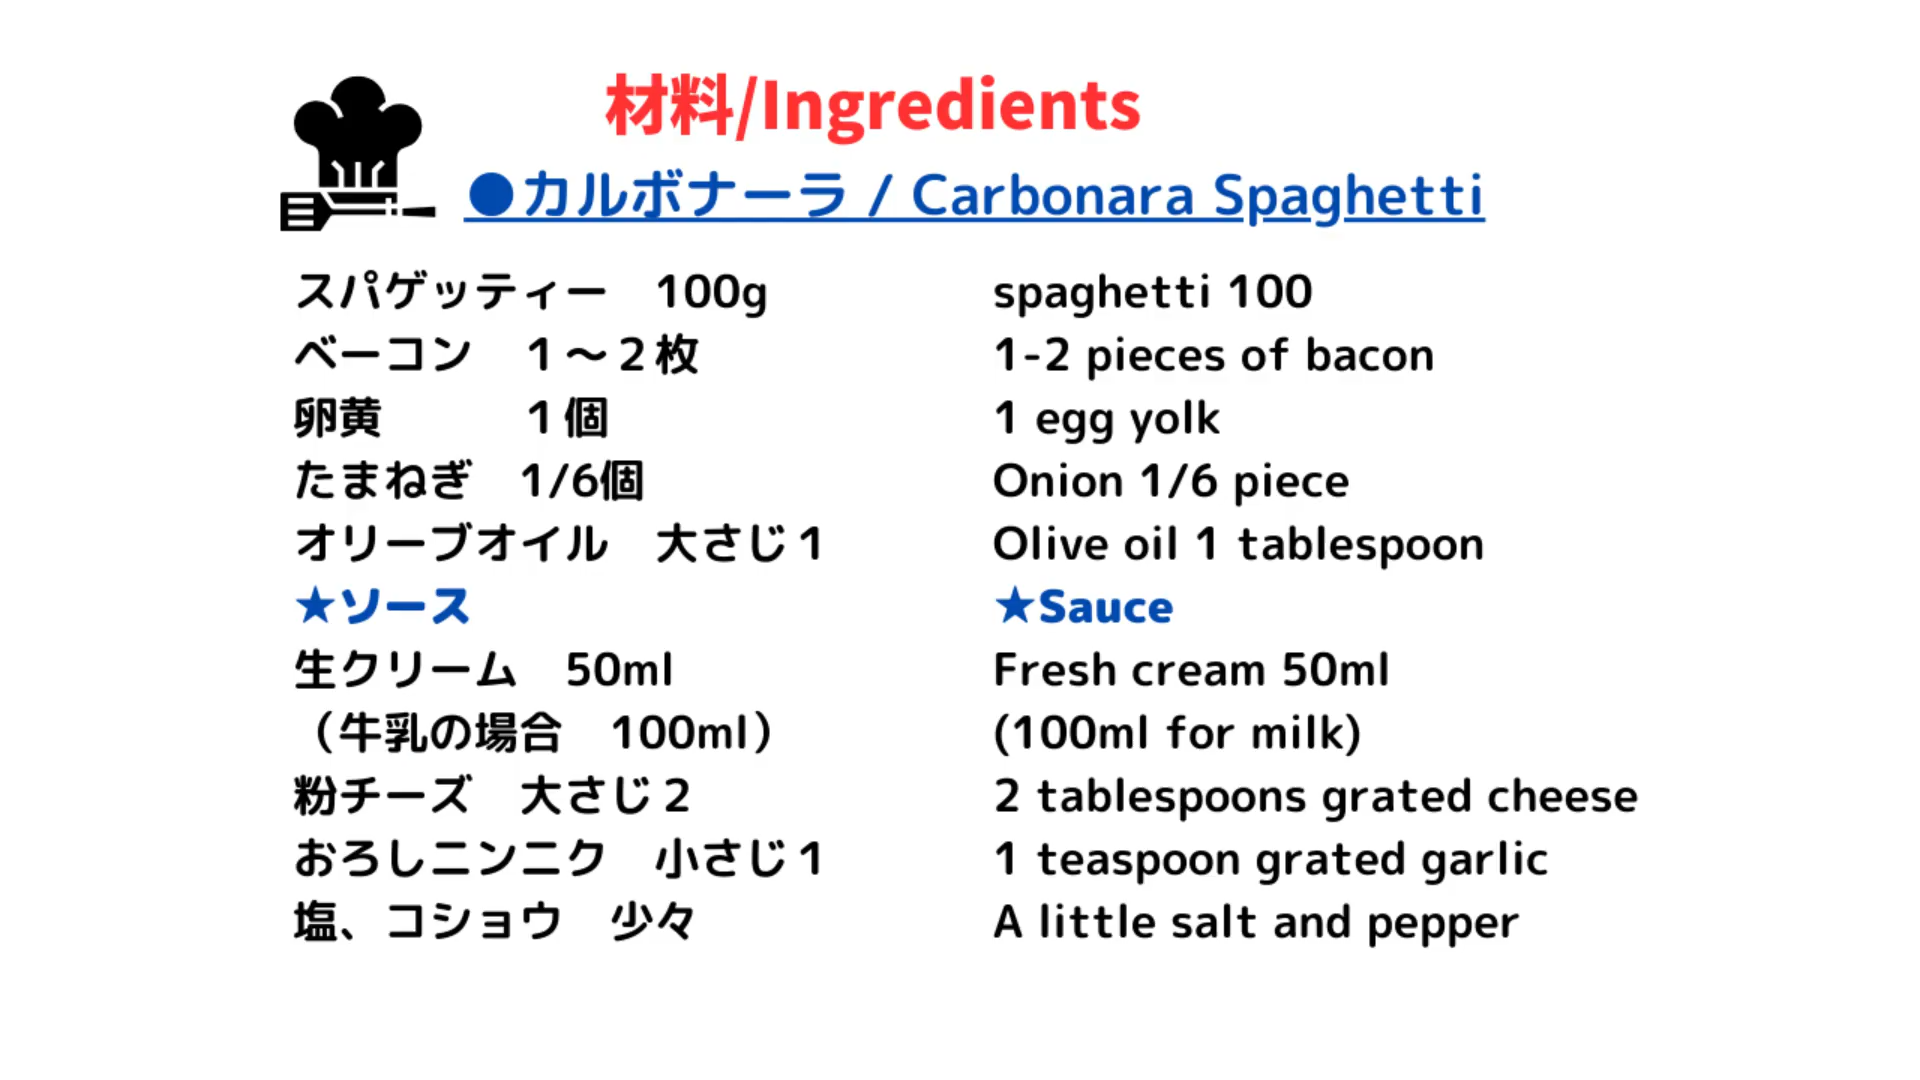 材料/Ingredients
●カルボナーラ / Carbonara Spaghetti
スパゲッティー　100g
ベーコン　１〜２枚
卵黄　　　１個
たまねぎ　1/6個
オリーブオイル　大さじ１
★ソース
生クリーム　50ml
（牛乳の場合　100ml）
粉チーズ　大さじ２
おろしニンニク　小さじ１
塩、コショウ　少々
spaghetti 100
1-2 pieces of bacon
1 egg yolk
Onion 1/6 piece
Olive oil 1 tablespoon
★Sauce
Fresh cream 50ml
(100ml for milk)
2 tablespoons grated cheese
1 teaspoon grated garlic
A little salt and pepper